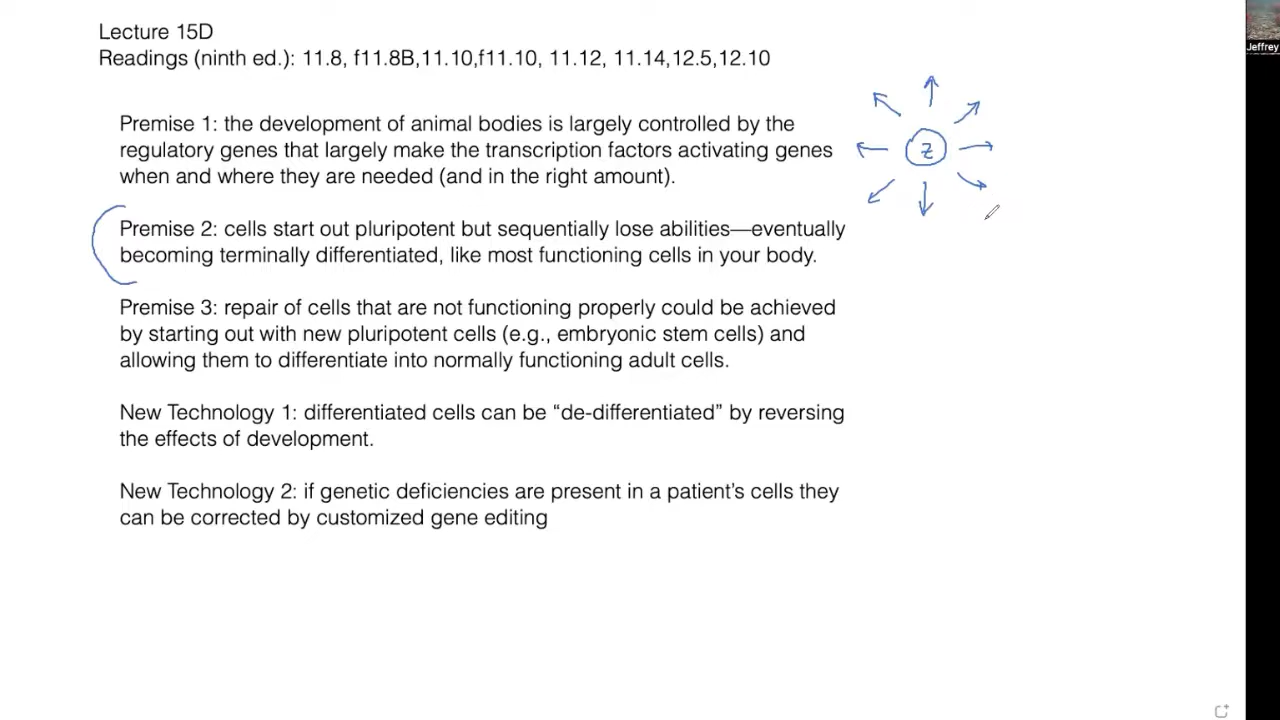 Lecture 15D
Readings (ninth ed.): 11.8, f11.8B,11.10,f11.10, 11.12, 11.14,12.5,12.10
Jeffrey
Premise 1: the development of animal bodies is largely controlled by the
regulatory genes that largely make the transcription factors activating genes
when and where they are needed (and in the right amount).
Z
Premise 2: cells start out pluripotent but sequentially lose abilities—eventually
becoming terminally differentiated, like most functioning cells in your body.
Premise 3: repair of cells that are not functioning properly could be achieved
by starting out with new pluripotent cells (e.g., embryonic stem cells) and
allowing them to differentiate into normally functioning adult cells.
New Technology 1: differentiated cells can be “de-differentiated” by reversing
the effects of development.
New Technology 2: if genetic deficiencies are present in a patient’s cells they
can be corrected by customized gene editing